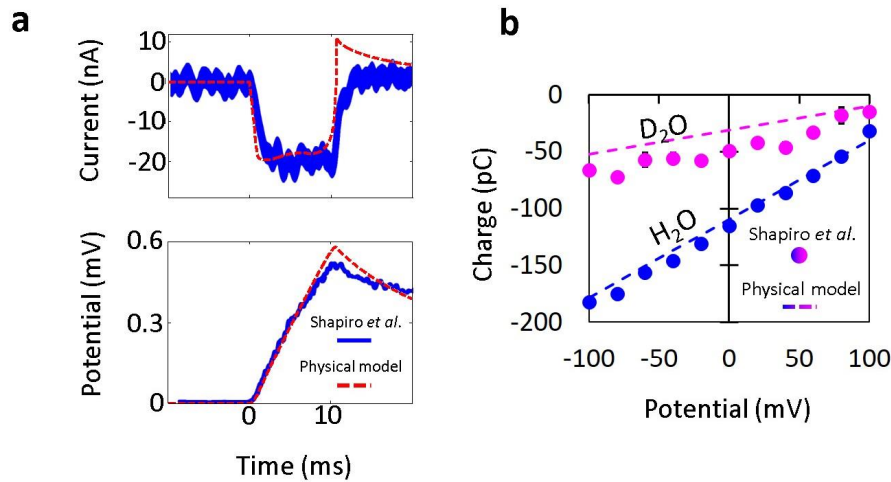 a
Current (nA)
10
0
-10
-20
Potential (mV)
0.6
0.3
0
Shapiro et al.
Physical model
0
10
Time (ms)
b
Charge (pC)
0
-50
-100
-150
-200
D₂O
H₂O
Shapiro et al.
Physical model
-100
-50
0
50
100
Potential (mV)